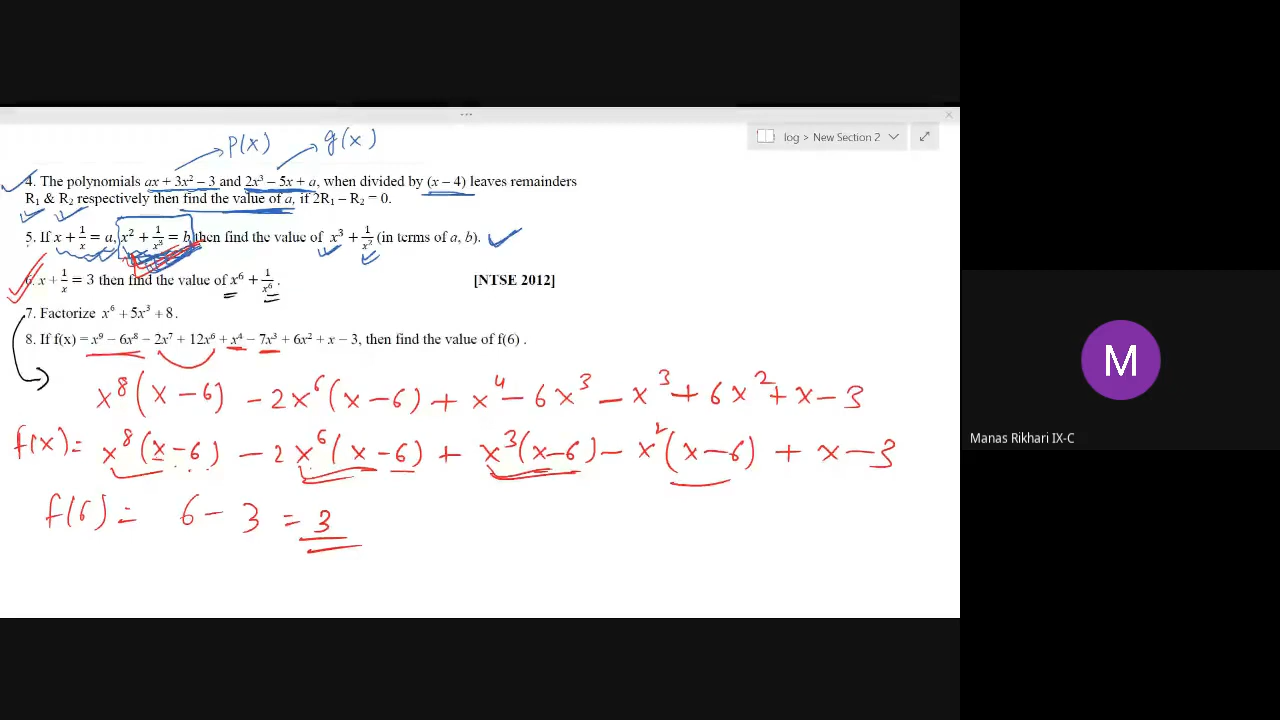 log > New Section 2
P(x) g(x)
4. The polynomials ax + 3x² − 3 and 2x³ − 5x + a, when divided by (x − 4) leaves remainders
R₁ & R₂ respectively then find the value of a, if 2R₁ − R₂ = 0.
5. If x + 1/x = a, x² + 1/x³ = b then find the value of x³ + 1/x² (in terms of a, b).
6. x + 1/x = 3 then find the value of x⁶ + 1/x⁶ . [NTSE 2012]
7. Factorize x⁶ + 5x³ + 8 .
8. If f(x) = x⁹ − 6x⁸ − 2x⁷ + 12x⁶ + x⁴ − 7x³ + 6x² + x − 3, then find the value of f(6) .
x⁸(x − 6) − 2x⁶(x − 6) + x⁴ − 6x³ − x³ + 6x² + x − 3
f(x) = x⁸(x − 6) − 2x⁶(x − 6) + x³(x − 6) − x²(x − 6) + x − 3
f(6) = 6 − 3 = 3
M
Manas Rikhari IX-C